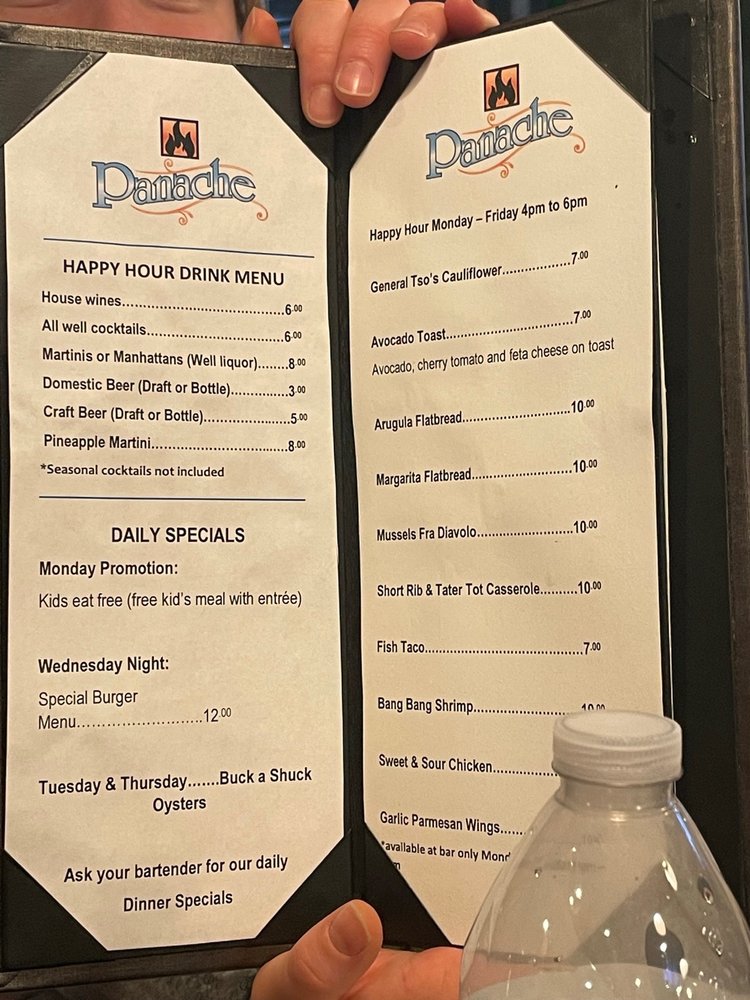 Panache
HAPPY HOUR DRINK MENU
House wines.......................................6.00
All well cocktails.................................6.00
Martinis or Manhattans (Well liquor).......8.00
Domestic Beer (Draft or Bottle)..............3.00
Craft Beer (Draft or Bottle).....................5.00
Pineapple Martini.................................8.00
*Seasonal cocktails not included
DAILY SPECIALS
Monday Promotion:
Kids eat free (free kid's meal with entrée)
Wednesday Night:
Special Burger
Menu……………………..12.00
Tuesday & Thursday…….Buck a Shuck
Oysters
Ask your bartender for our daily
Dinner Specials
Panache
Happy Hour Monday – Friday 4pm to 6pm
General Tso's Cauliflower..................7.00
Avocado Toast..................................7.00
Avocado, cherry tomato and feta cheese on toast
Arugula Flatbread.............................10.00
Margarita Flatbread...........................10.00
Mussels Fra Diavolo..........................10.00
Short Rib & Tater Tot Casserole..........10.00
Fish Taco..........................................7.00
Bang Bang Shrimp............................10.00
Sweet & Sour Chicken................
Garlic Parmesan Wings......
*available at bar only